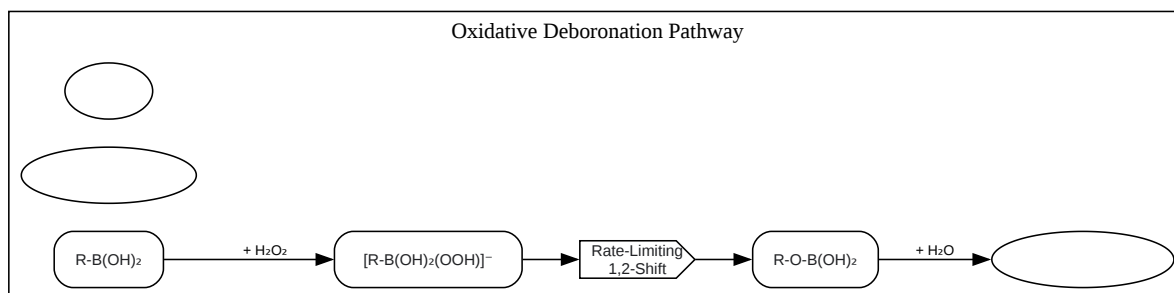 Oxidative Deboronation Pathway
R-B(OH)₂
+ H₂O₂
[R-B(OH)₂(OOH)]⁻
Rate-Limiting
1,2-Shift
R-O-B(OH)₂
+ H₂O